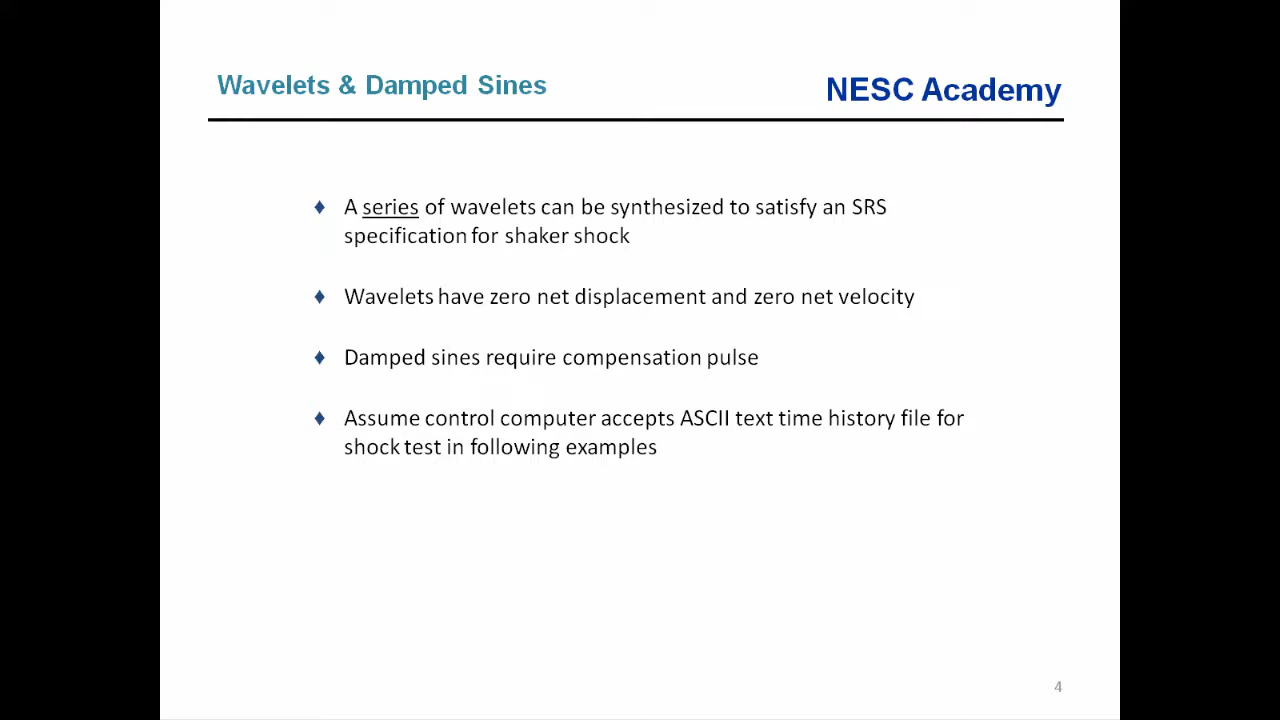 Wavelets & Damped Sines
NESC Academy
♦ A series of wavelets can be synthesized to satisfy an SRS
specification for shaker shock
♦ Wavelets have zero net displacement and zero net velocity
♦ Damped sines require compensation pulse
♦ Assume control computer accepts ASCII text time history file for
shock test in following examples
4